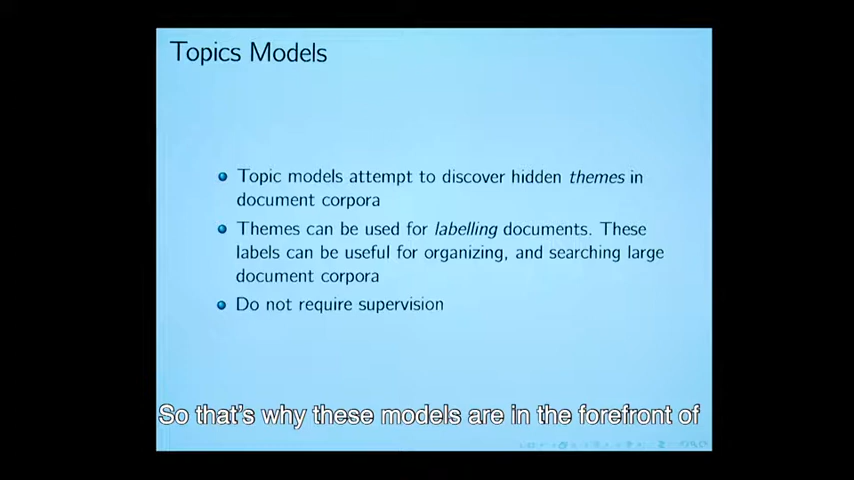 Topics Models
Topic models attempt to discover hidden themes in
document corpora
Themes can be used for labelling documents. These
labels can be useful for organizing, and searching large
document corpora
Do not require supervision
So that's why these models are in the forefront of